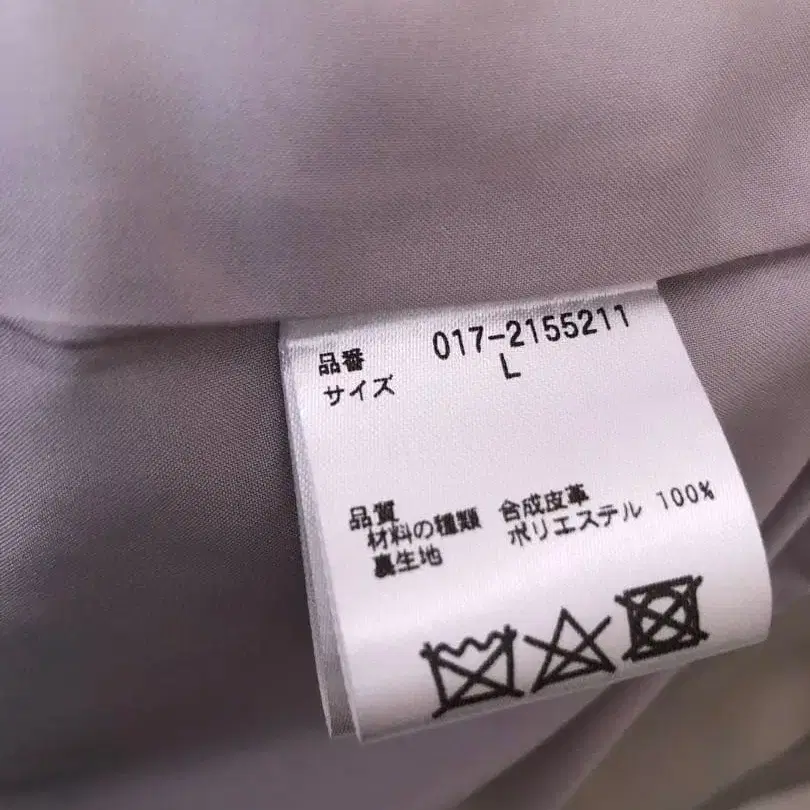 品番 017-2155211
サイズ L
品質
材料の種類 合成皮革
裏生地 ポリエステル 100%